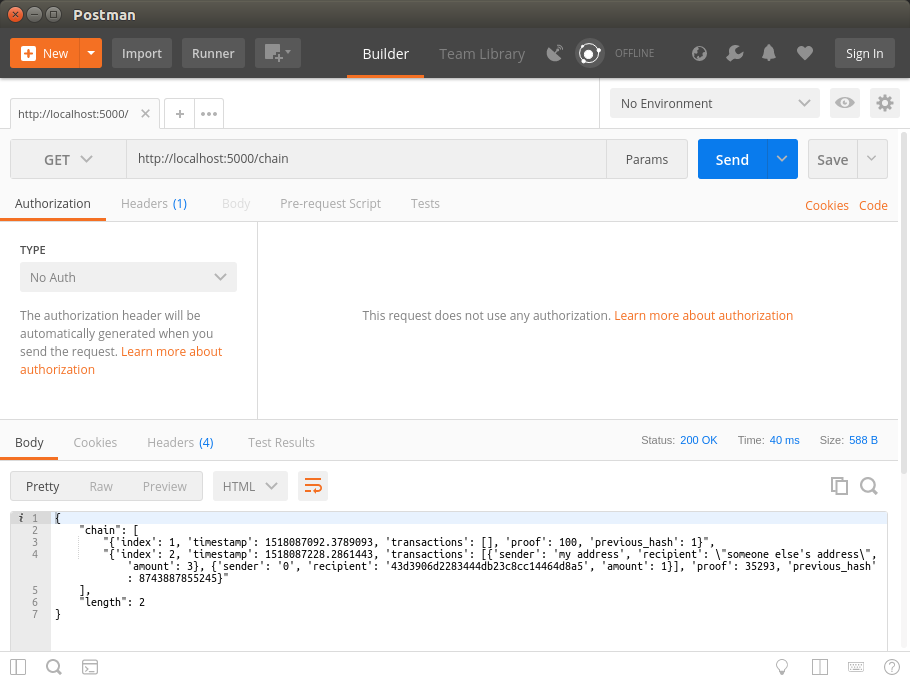 Postman
New
Import
Runner
Builder
Team Library
OFFLINE
Sign In
http://localhost:5000/
No Environment
GET
http://localhost:5000/chain
Params
Send
Save
Authorization
Headers (1)
Body
Pre-request Script
Tests
Cookies
Code
TYPE
No Auth
The authorization header will be
automatically generated when you
send the request. Learn more about
authorization
This request does not use any authorization. Learn more about authorization
Body
Cookies
Headers (4)
Test Results
Status: 200 OK
Time: 40 ms
Size: 588 B
Pretty
Raw
Preview
HTML
i 1 {
2 "chain": [
3 "{'index': 1, 'timestamp': 1518087092.3789093, 'transactions': [], 'proof': 100, 'previous_hash': 1}",
4 "{'index': 2, 'timestamp': 1518087228.2861443, 'transactions': [{'sender': 'my address', 'recipient': \"someone else's address\",
'amount': 3}, {'sender': '0', 'recipient': '43d3906d2283444db23c8cc14464d8a5', 'amount': 1}], 'proof': 35293, 'previous_hash'
: 8743887855245}"
5 ],
6 "length": 2
7 }